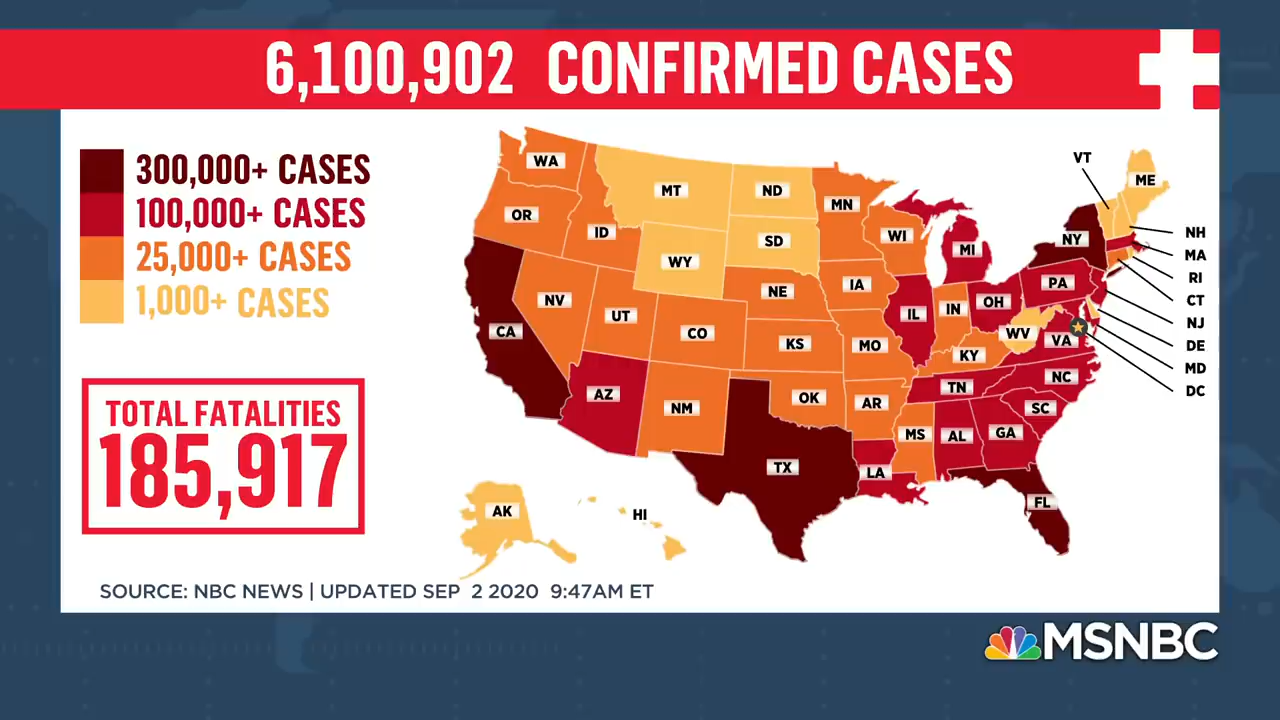 6,100,902 CONFIRMED CASES
300,000+ CASES
100,000+ CASES
25,000+ CASES
1,000+ CASES
TOTAL FATALITIES
185,917
WA
OR
ID
MT
ND
SD
WY
MN
WI
MI
NY
VT
ME
NH
MA
RI
CT
NJ
DE
MD
DC
CA
NV
UT
CO
NE
IA
KS
MO
IL
IN
OH
PA
WV
VA
KY
AZ
NM
OK
AR
TN
NC
SC
MS
AL
GA
TX
LA
FL
AK
HI
SOURCE: NBC NEWS | UPDATED SEP 2 2020 9:47AM ET
MSNBC